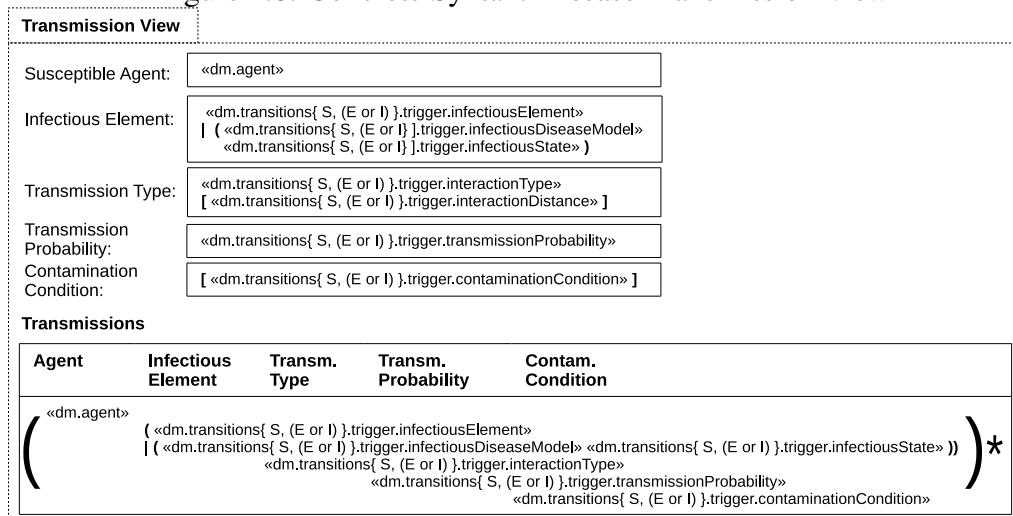 Transmission View
Susceptible Agent:
«dm.agent»
Infectious Element:
«dm.transitions{ S, (E or I) }.trigger.infectiousElement»
| ( «dm.transitions{ S, (E or I} ].trigger.infectiousDiseaseModel»
«dm.transitions{ S, (E or I} ].trigger.infectiousState» )
Transmission Type:
«dm.transitions{ S, (E or I) }.trigger.interactionType»
[ «dm.transitions{ S, (E or I) }.trigger.interactionDistance» ]
Transmission
Probability:
«dm.transitions{ S, (E or I) }.trigger.transmissionProbability»
Contamination
Condition:
[ «dm.transitions{ S, (E or I) }.trigger.contaminationCondition» ]
Transmissions
Agent Infectious Transm. Transm. Contam.
Element Type Probability Condition
( «dm.agent»
( «dm.transitions{ S, (E or I) }.trigger.infectiousElement»
| ( «dm.transitions{ S, (E or I) }.trigger.infectiousDiseaseModel» «dm.transitions{ S, (E or I) }.trigger.infectiousState» ))
«dm.transitions{ S, (E or I) }.trigger.interactionType»
«dm.transitions{ S, (E or I) }.trigger.transmissionProbability»
«dm.transitions{ S, (E or I) }.trigger.contaminationCondition»
)*